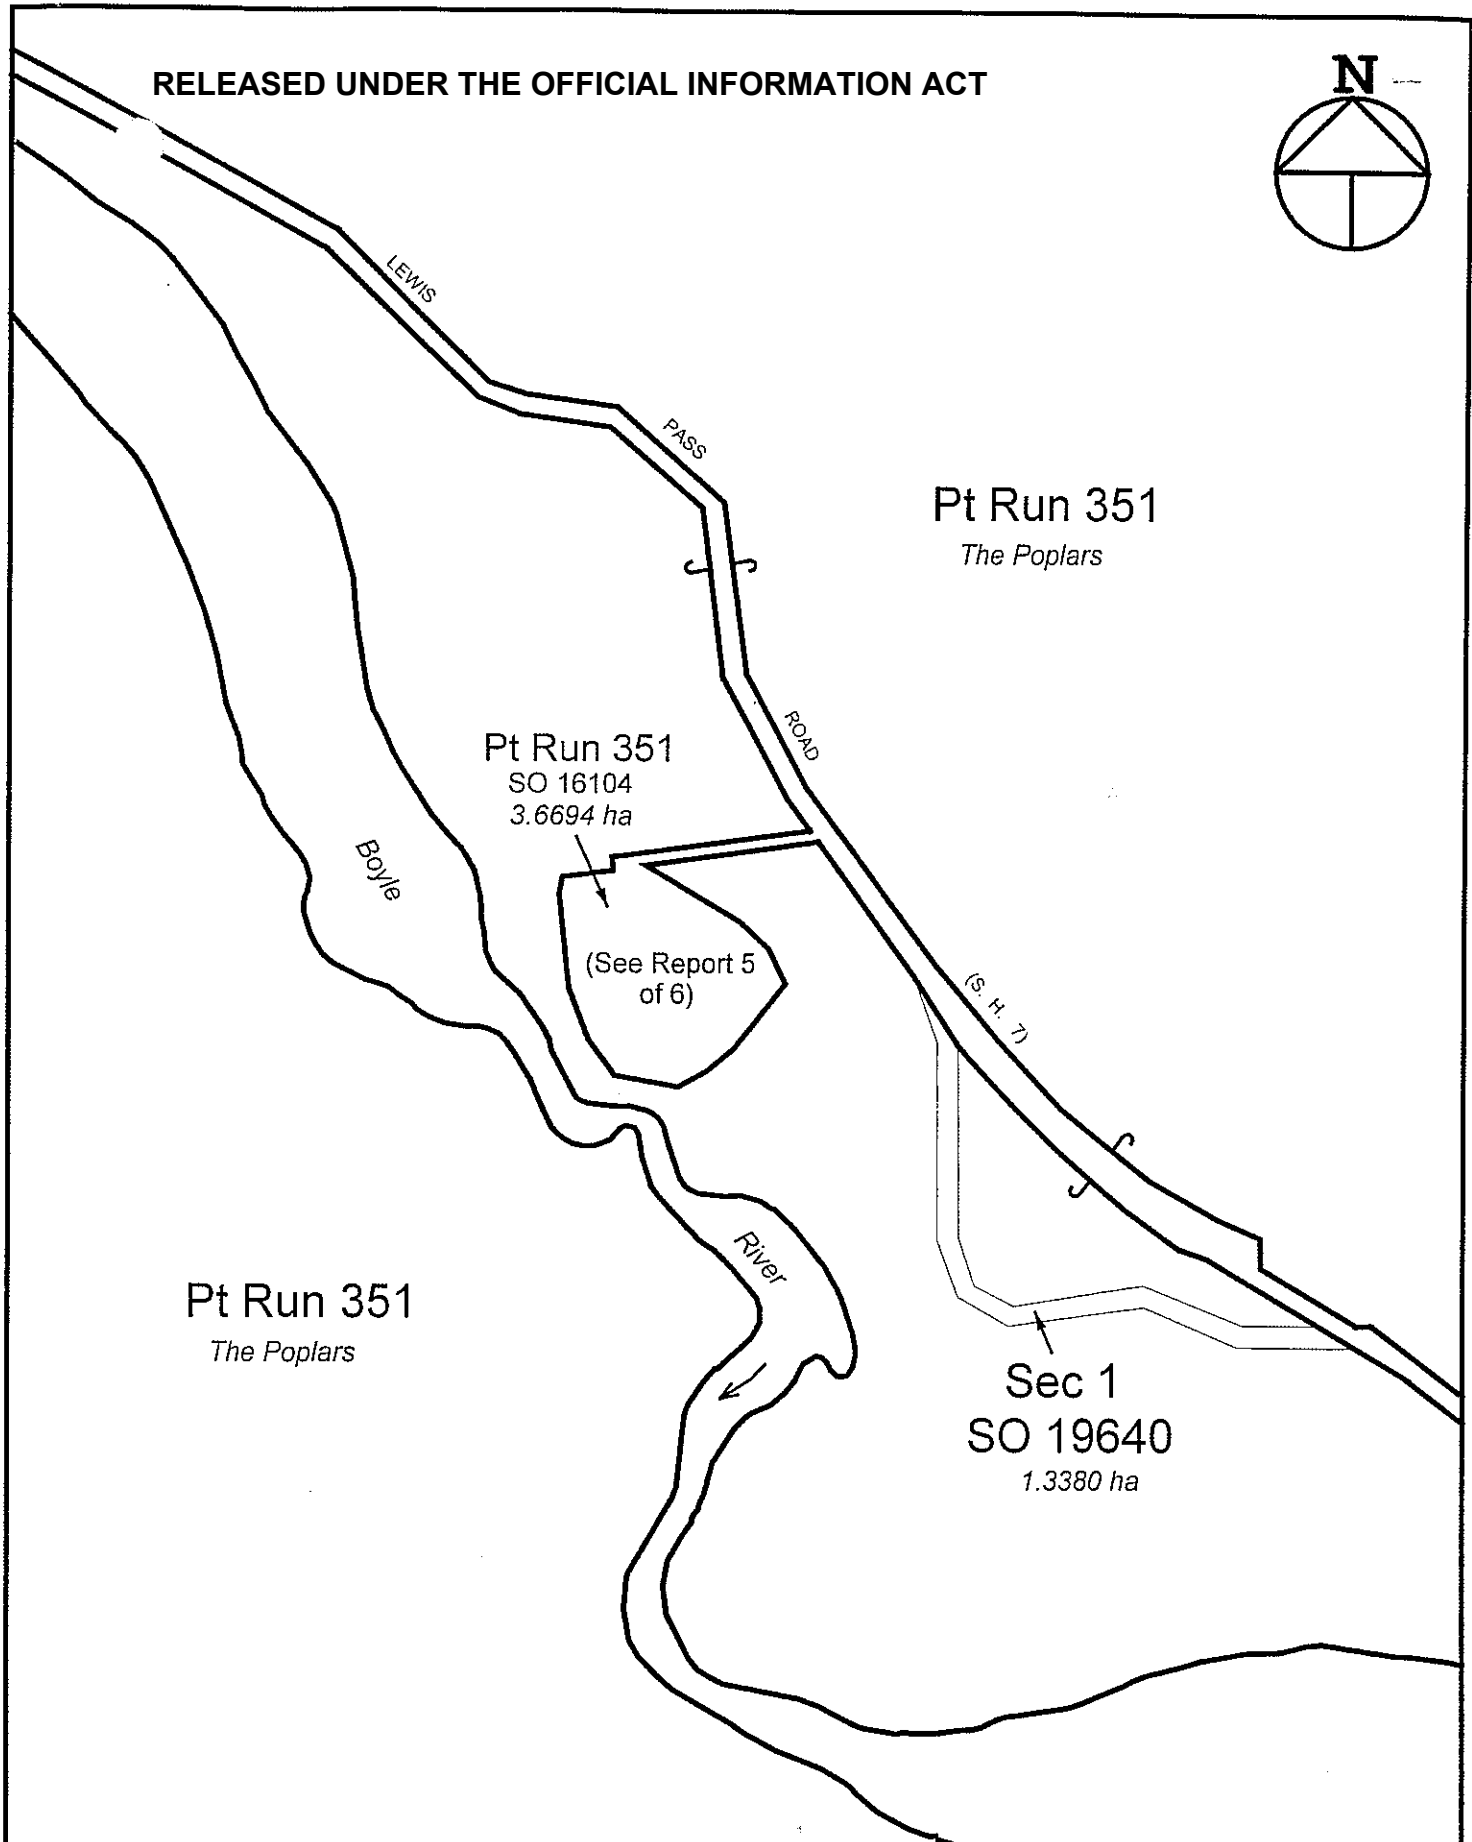 RELEASED UNDER THE OFFICIAL INFORMATION ACT
N
LEWIS
PASS
Pt Run 351
The Poplars
ROAD
Pt Run 351
SO 16104
3.6694 ha
Boyle
(See Report 5
of 6)
(S. H. 7)
River
Pt Run 351
The Poplars
Sec 1
SO 19640
1.3380 ha